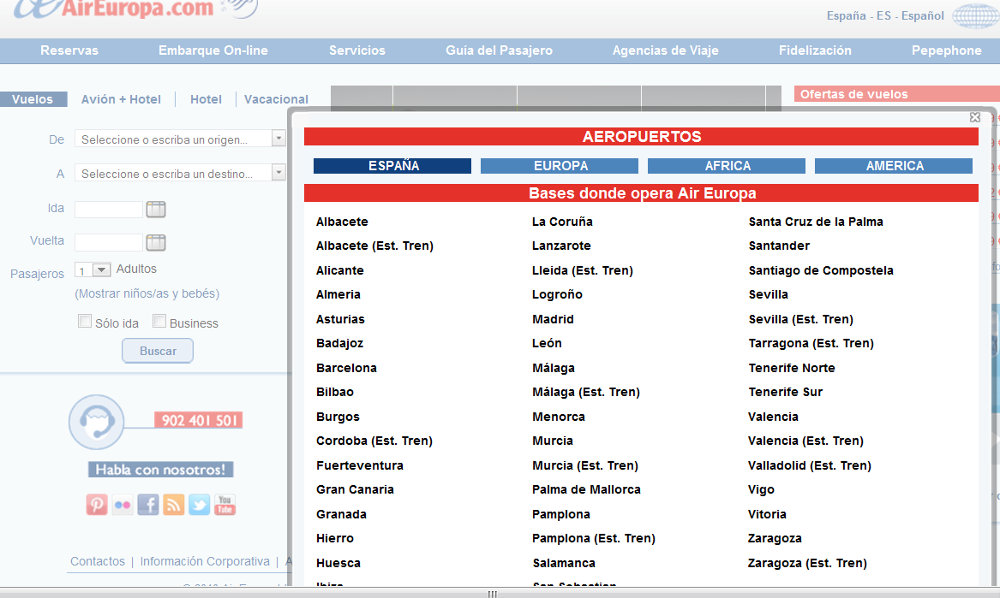 AirEuropa.com
España - ES - Español
Reservas
Embarque On-line
Servicios
Guía del Pasajero
Agencias de Viaje
Fidelización
Pepephone
Vuelos
Avión + Hotel
Hotel
Vacacional
Ofertas de vuelos
De
Seleccione o escriba un origen...
A
Seleccione o escriba un destino...
Ida
Vuelta
Pasajeros
1
Adultos
(Mostrar niños/as y bebés)
Sólo ida
Business
Buscar
902 401 501
Habla con nosotros!
You Tube
Contactos | Información Corporativa | A
AEROPUERTOS
ESPAÑA
EUROPA
AFRICA
AMERICA
Bases donde opera Air Europa
Albacete
Albacete (Est. Tren)
Alicante
Almeria
Asturias
Badajoz
Barcelona
Bilbao
Burgos
Cordoba (Est. Tren)
Fuerteventura
Gran Canaria
Granada
Hierro
Huesca
Ibiza
La Coruña
Lanzarote
Lleida (Est. Tren)
Logroño
Madrid
León
Málaga
Málaga (Est. Tren)
Menorca
Murcia
Murcia (Est. Tren)
Palma de Mallorca
Pamplona
Pamplona (Est. Tren)
Salamanca
San Sebastian
Santa Cruz de la Palma
Santander
Santiago de Compostela
Sevilla
Sevilla (Est. Tren)
Tarragona (Est. Tren)
Tenerife Norte
Tenerife Sur
Valencia
Valencia (Est. Tren)
Valladolid (Est. Tren)
Vigo
Vitoria
Zaragoza
Zaragoza (Est. Tren)